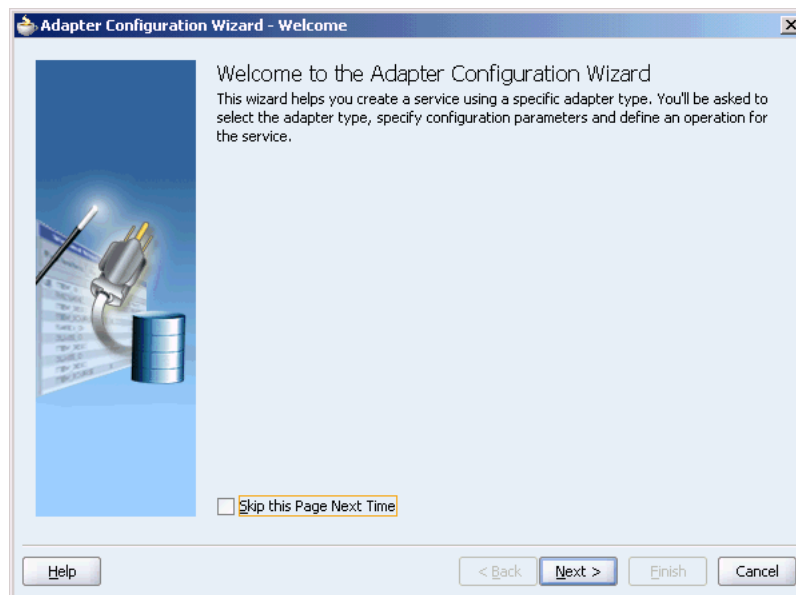 Adapter Configuration Wizard - Welcome
Welcome to the Adapter Configuration Wizard
This wizard helps you create a service using a specific adapter type. You'll be asked to
select the adapter type, specify configuration parameters and define an operation for
the service.
Skip this Page Next Time
Help
< Back
Next >
Finish
Cancel